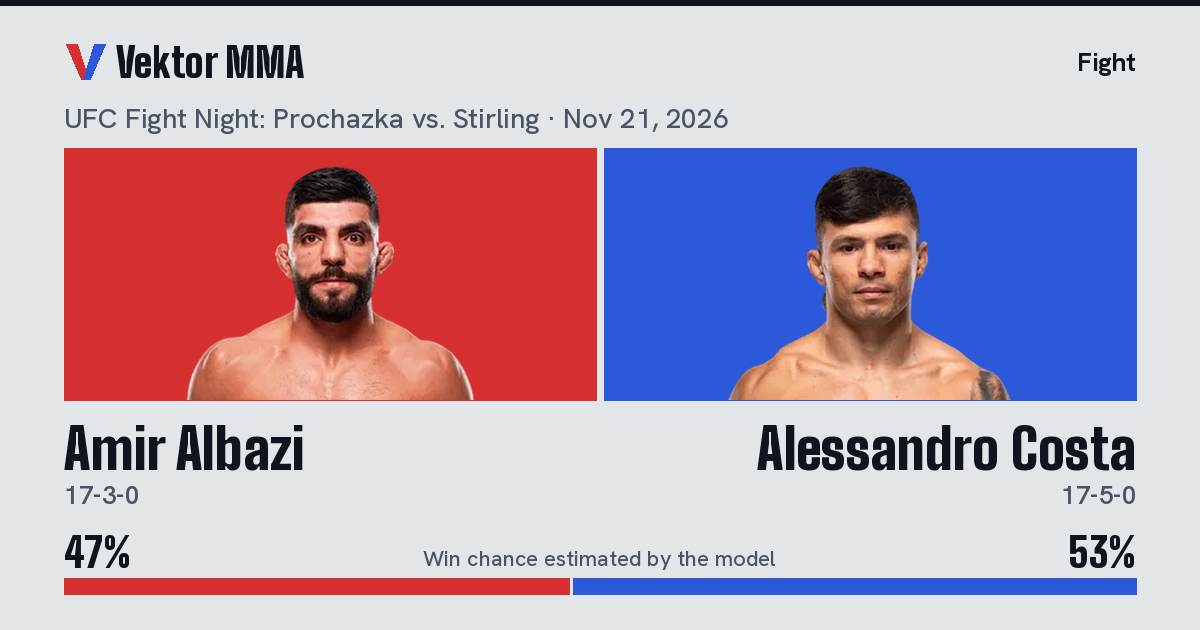 Vektor MMA
Fight
UFC Fight Night: Prochazka vs. Stirling · Nov 21, 2026
Amir Albazi
Alessandro Costa
17-3-0
17-5-0
47%
Win chance estimated by the model
53%